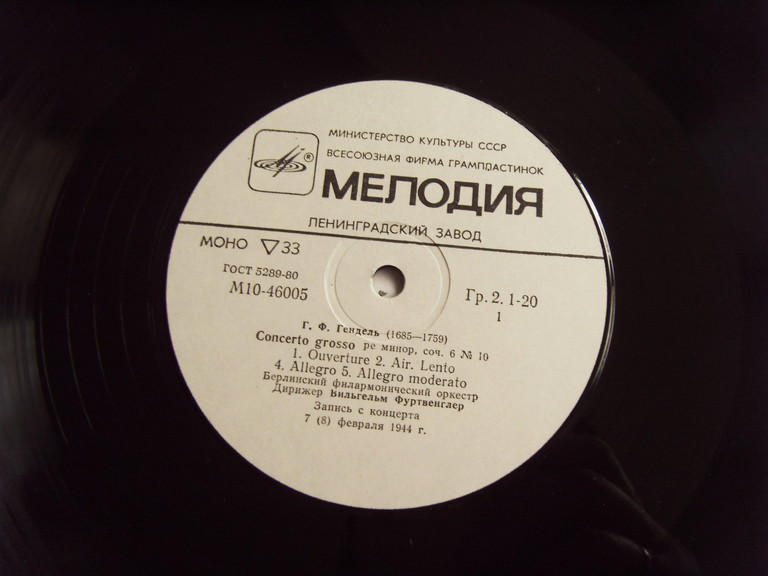 МИНИСТЕРСТВО КУЛЬТУРЫ СССР
ВСЕСОЮЗНАЯ ФИРМА ГРАМПЛАСТИНОК
®
МЕЛОДИЯ
ЛЕНИНГРАДСКИЙ ЗАВОД
МОНО ▽33
ГОСТ 5289-80
М10-46005
Гр. 2. 1-20
1
Г. Ф. Гендель (1685—1759)
Concerto grosso ре минор, соч. 6 № 10
1. Ouverture 2. Air. Lento
4. Allegro 5. Allegro moderato
Берлинский филармонический оркестр
Дирижер Вильгельм Фуртвенглер
Запись с концерта
7 (8) февраля 1944 г.